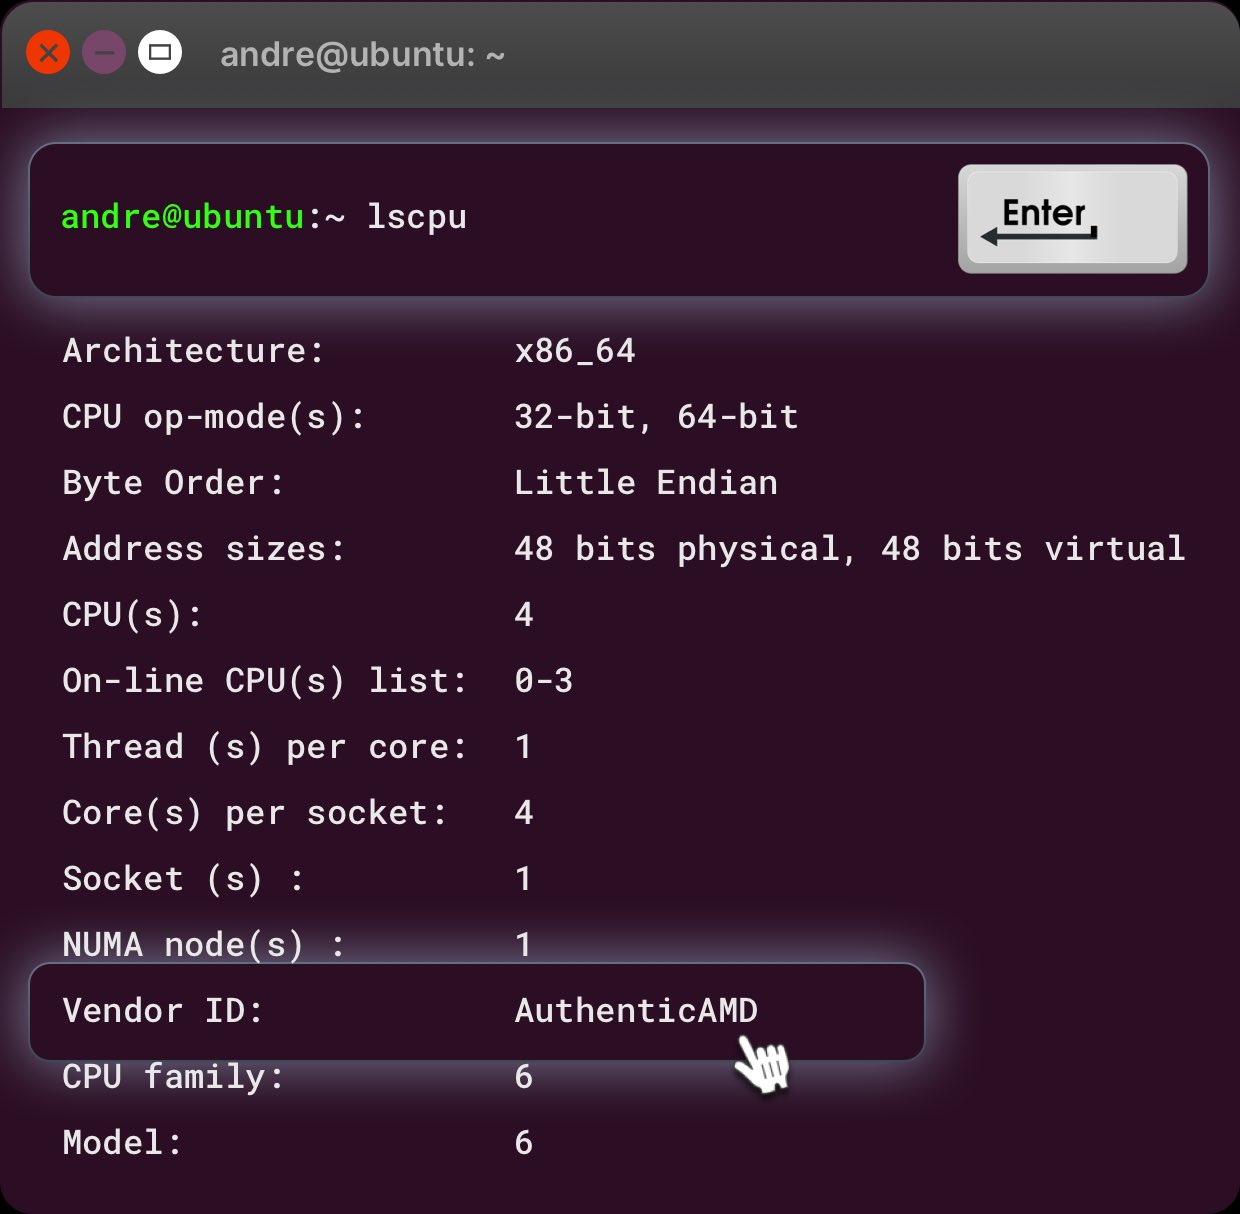 andre@ubuntu: ~
andre@ubuntu:~ lscpu
Enter
Architecture: x86_64
CPU op-mode(s): 32-bit, 64-bit
Byte Order: Little Endian
Address sizes: 48 bits physical, 48 bits virtual
CPU(s): 4
On-line CPU(s) list: 0-3
Thread (s) per core: 1
Core(s) per socket: 4
Socket (s) : 1
NUMA node(s) : 1
Vendor ID: AuthenticAMD
CPU family: 6
Model: 6